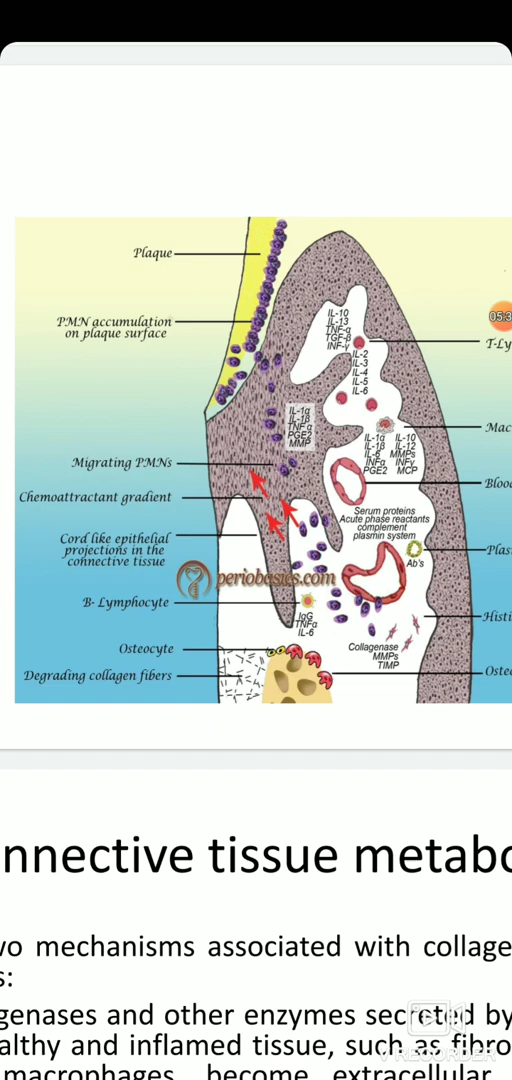 Plaque
PMN accumulation
on plaque surface
Migrating PMNs
Chemoattractant gradient
Cord like epithelial
projections in the
connective tissue
B- Lymphocyte
Osteocyte
Degrading collagen fibers
IL-10
IL-13
TNF-α
TGF-β
INF-γ
IL-2
IL-3
IL-4
IL-5
IL-6
IL-1α
IL-1β
TNFα
PGE2
MMP
IL-1α
IL-1β
IL-6
INFα
PGE2
IL-10
IL-12
MMPs
INFγ
MCP
Serum proteins
Acute phase reactants
complement
plasmin system
Ab's
periobasics.com
IgG
TNFα
IL-6
Collagenase
MMPs
TIMP
05:3
T-Ly
Mac
Blood
Plas
Histi
Oste
nnective tissue metabo
wo mechanisms associated with collage
s:
genases and other enzymes secreted by
althy and inflamed tissue, such as fibro
macrophages, become extracellular
RECORDER